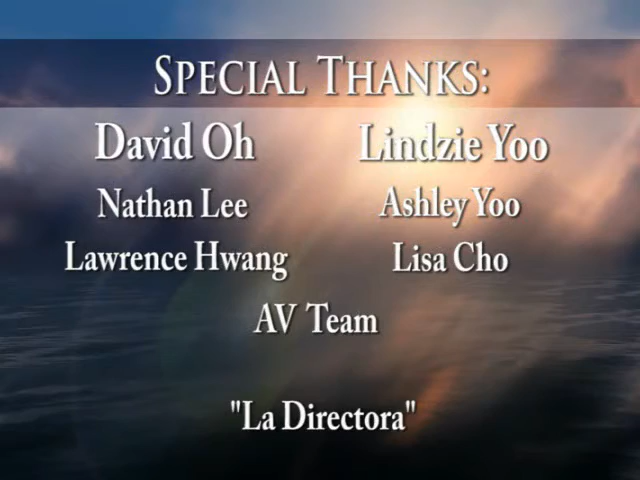 SPECIAL THANKS:
David Oh Lindzie Yoo
Nathan Lee Ashley Yoo
Lawrence Hwang Lisa Cho
AV Team
"La Directora"